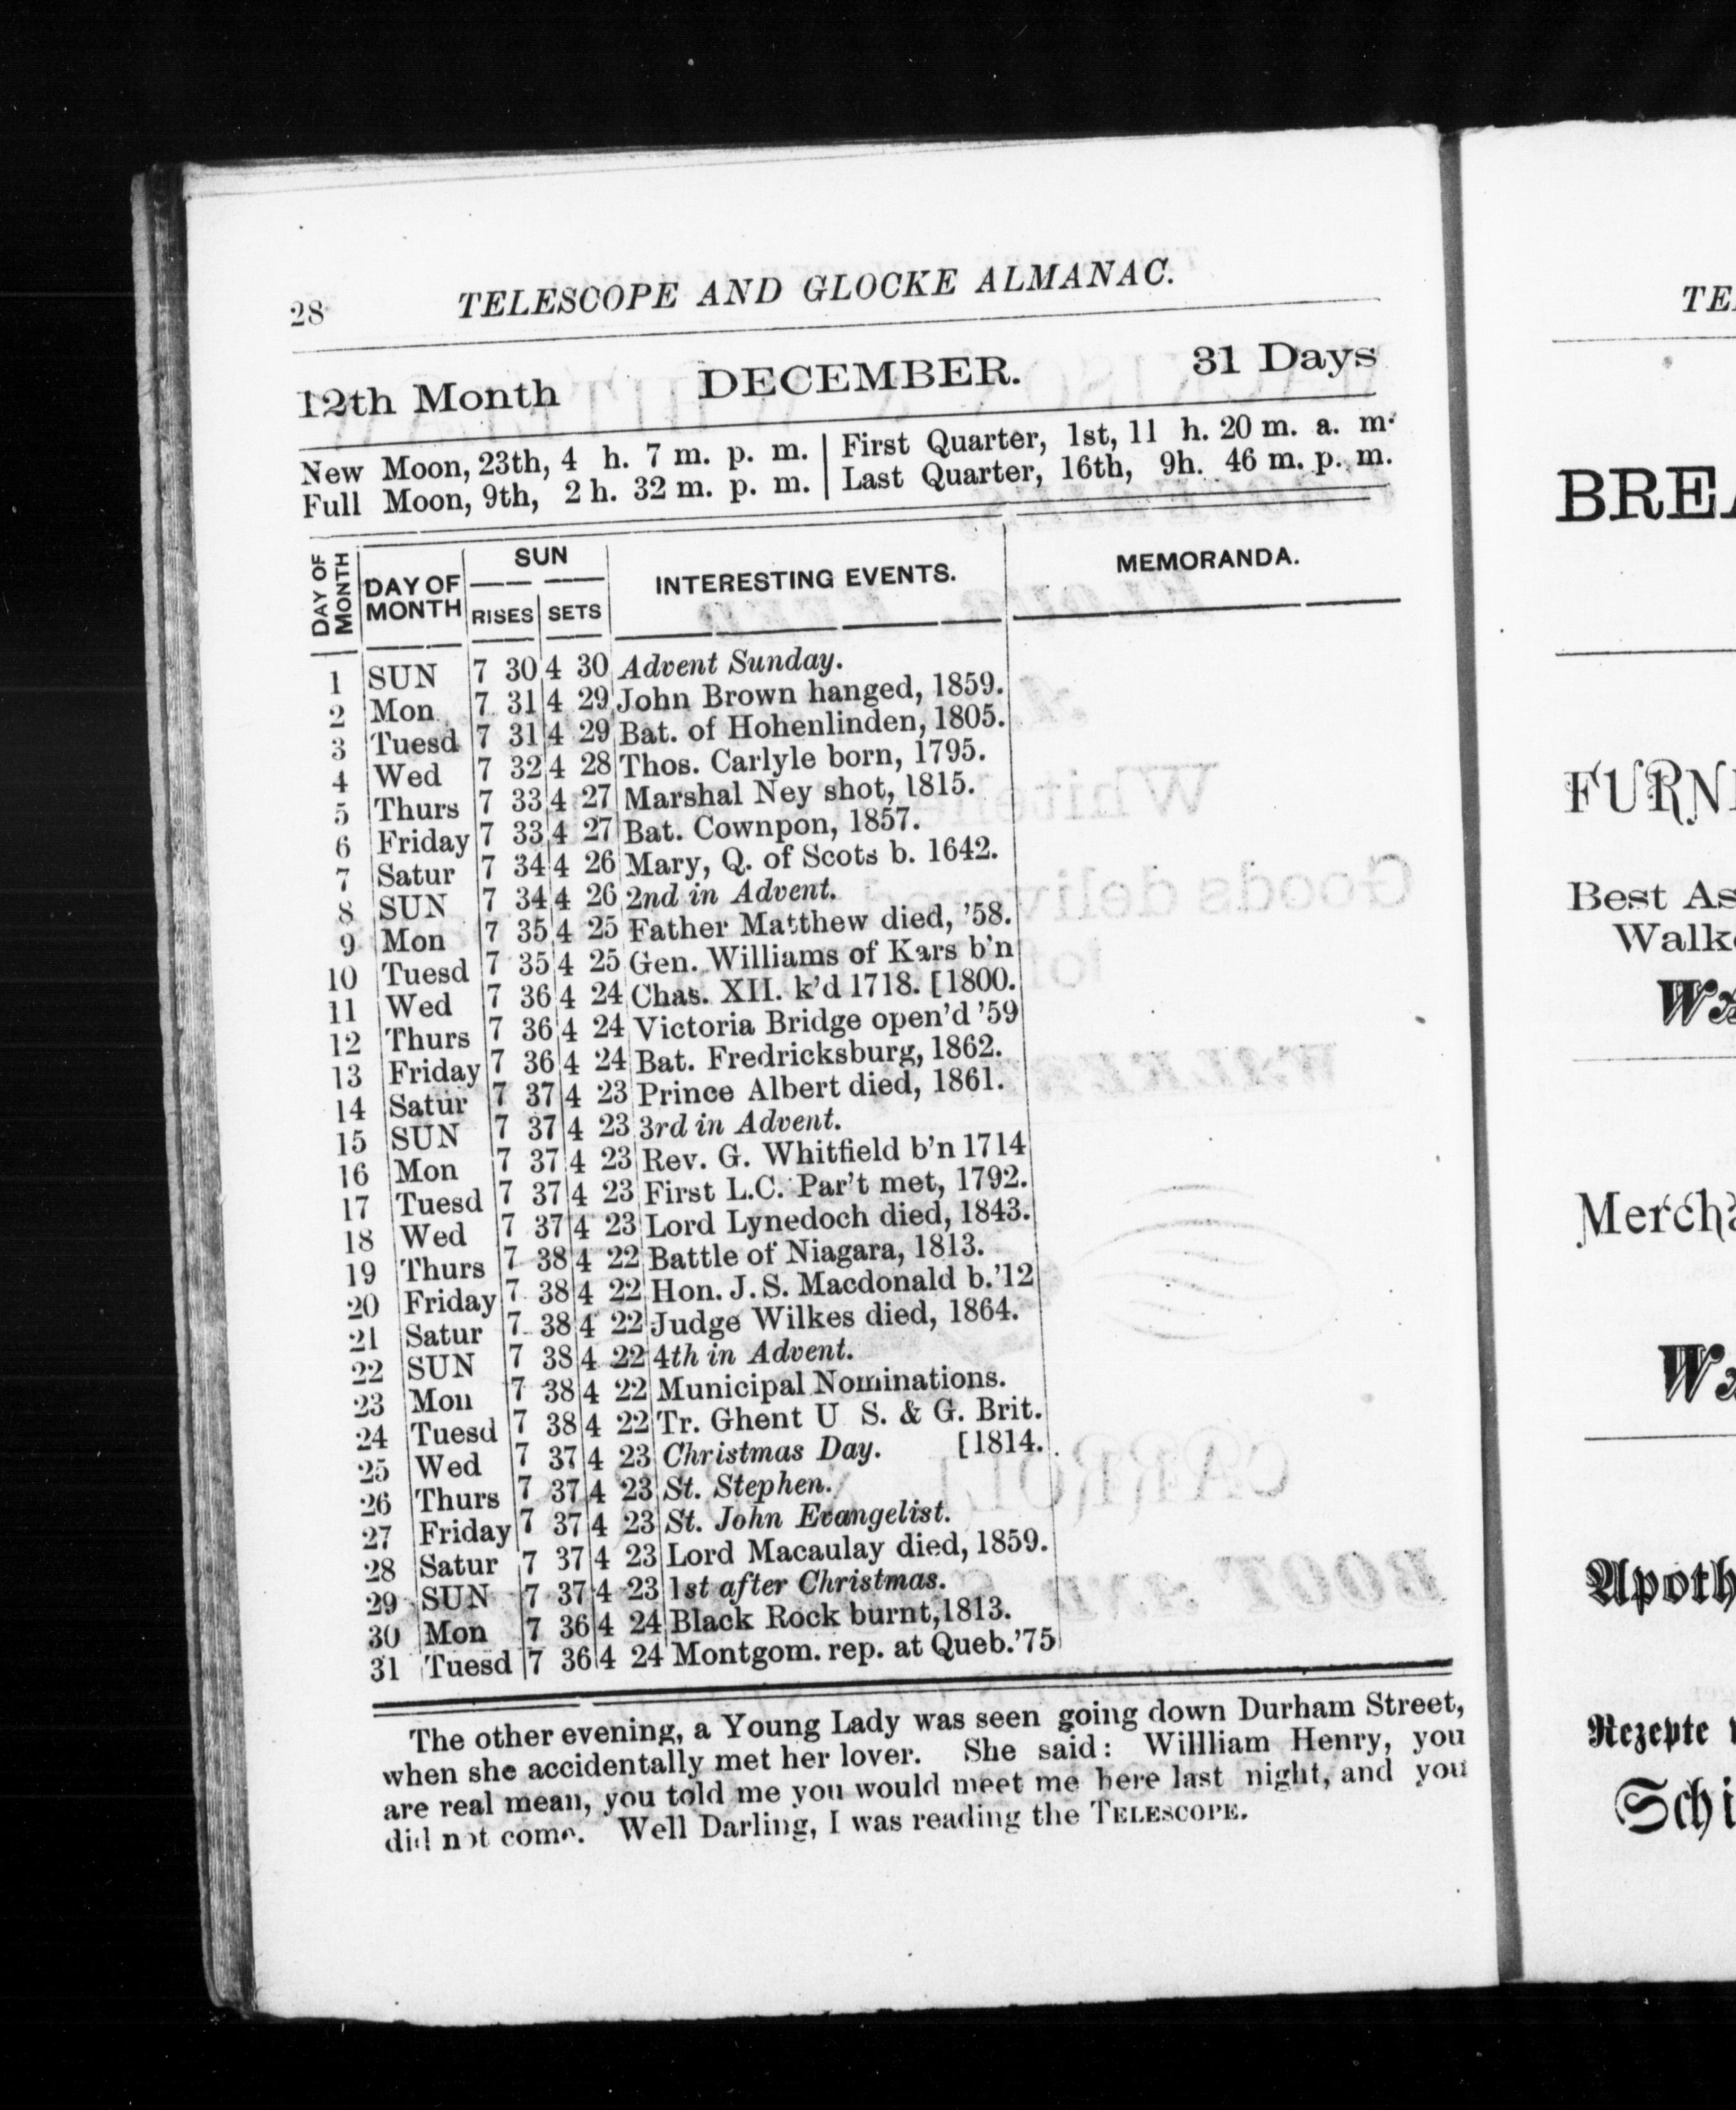 28 TELESCOPE AND GLOCKE ALMANAC.
12th Month DECEMBER. 31 Days
New Moon, 23th, 4 h. 7 m. p. m. | First Quarter, 1st, 11 h. 20 m. a. m.
Full Moon, 9th, 2 h. 32 m. p. m. | Last Quarter, 16th, 9h. 46 m. p. m.
DAY OF MONTH | DAY OF MONTH | SUN RISES | SETS | INTERESTING EVENTS. | MEMORANDA.
1 SUN 7 30 4 30 Advent Sunday.
2 Mon 7 31 4 29 John Brown hanged, 1859.
3 Tuesd 7 31 4 29 Bat. of Hohenlinden, 1805.
4 Wed 7 32 4 28 Thos. Carlyle born, 1795.
5 Thurs 7 33 4 27 Marshal Ney shot, 1815.
6 Friday 7 33 4 27 Bat. Cownpon, 1857.
7 Satur 7 34 4 26 Mary, Q. of Scots b. 1642.
8 SUN 7 34 4 26 2nd in Advent.
9 Mon 7 35 4 25 Father Matthew died, '58.
10 Tuesd 7 35 4 25 Gen. Williams of Kars b'n
11 Wed 7 36 4 24 Chas. XII. k'd 1718. [1800.
12 Thurs 7 36 4 24 Victoria Bridge open'd '59
13 Friday 7 36 4 24 Bat. Fredricksburg, 1862.
14 Satur 7 37 4 23 Prince Albert died, 1861.
15 SUN 7 37 4 23 3rd in Advent.
16 Mon 7 37 4 23 Rev. G. Whitfield b'n 1714
17 Tuesd 7 37 4 23 First L.C. Par't met, 1792.
18 Wed 7 37 4 23 Lord Lynedoch died, 1843.
19 Thurs 7 38 4 22 Battle of Niagara, 1813.
20 Friday 7 38 4 22 Hon. J. S. Macdonald b.'12
21 Satur 7 38 4 22 Judge Wilkes died, 1864.
22 SUN 7 38 4 22 4th in Advent.
23 Mon 7 38 4 22 Municipal Nominations.
24 Tuesd 7 38 4 22 Tr. Ghent U S. & G. Brit.
25 Wed 7 37 4 23 Christmas Day. [1814.
26 Thurs 7 37 4 23 St. Stephen.
27 Friday 7 37 4 23 St. John Evangelist.
28 Satur 7 37 4 23 Lord Macaulay died, 1859.
29 SUN 7 37 4 23 1st after Christmas.
30 Mon 7 36 4 24 Black Rock burnt,1813.
31 Tuesd 7 36 4 24 Montgom. rep. at Queb.'75
The other evening, a Young Lady was seen going down Durham Street,
when she accidentally met her lover. She said: Willliam Henry, you
are real mean, you told me you would meet me here last night, and you
did not come. Well Darling, I was reading the TELESCOPE.
Best
Rezepte